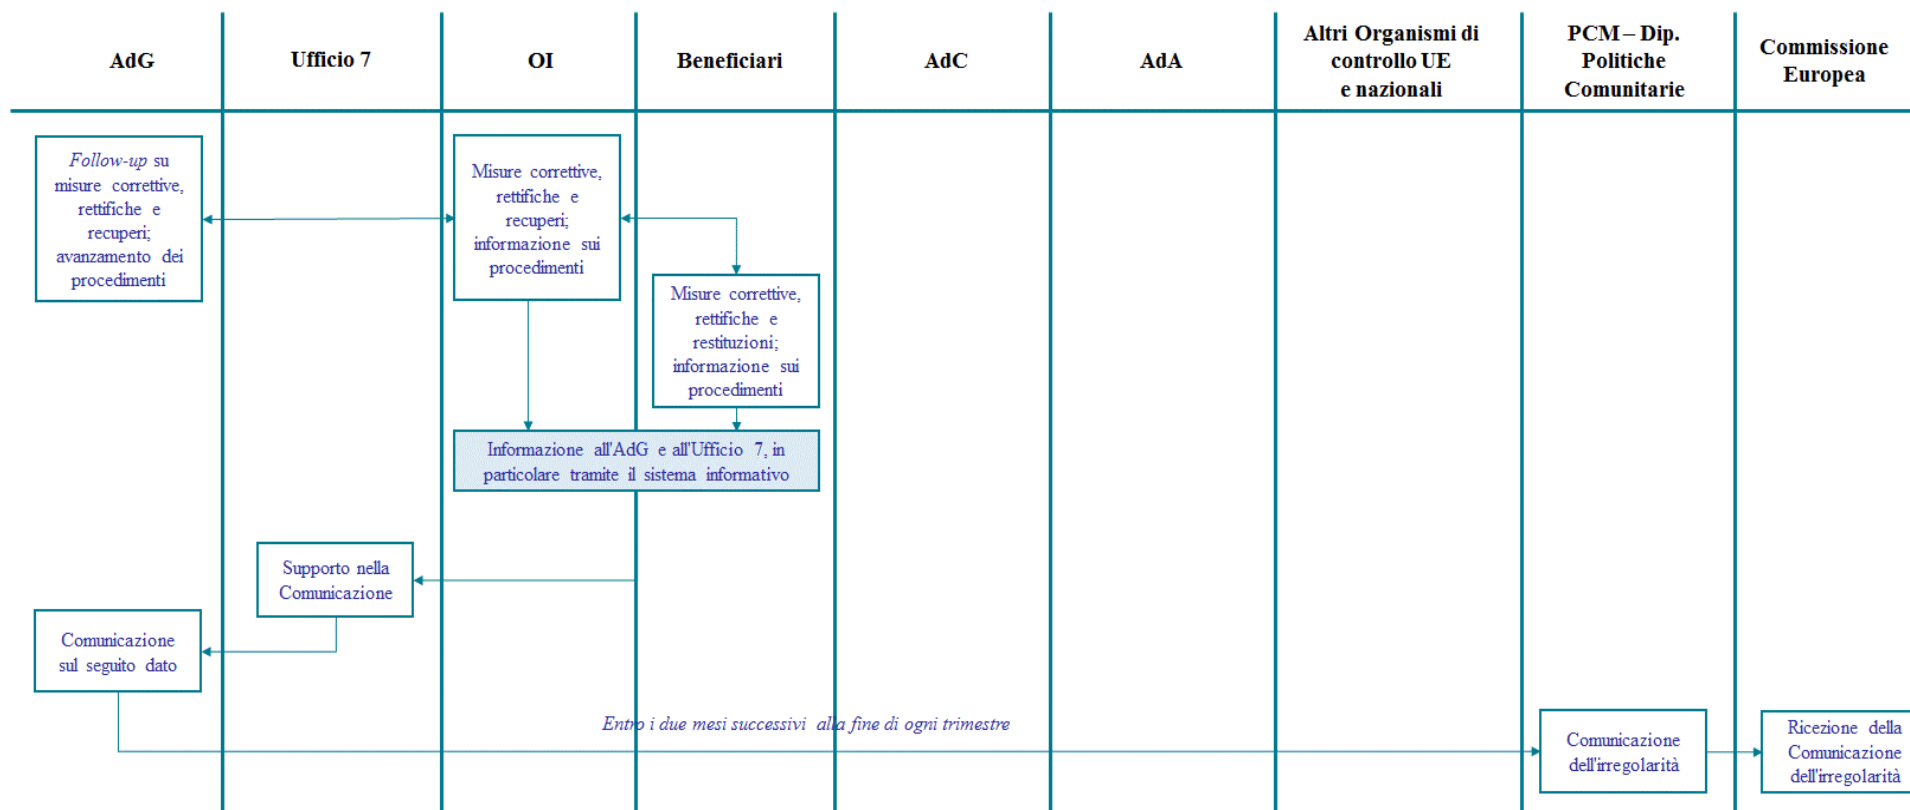 AdG
Ufficio 7
OI
Beneficiari
AdC
AdA
Altri Organismi di
controllo UE
e nazionali
PCM – Dip.
Politiche
Comunitarie
Commissione
Europea
Follow-up su
misure correttive,
rettifiche e
recuperi;
avanzamento dei
procedimenti
Misure correttive,
rettifiche e
recuperi;
informazione sui
procedimenti
Misure correttive,
rettifiche e
restituzioni;
informazione sui
procedimenti
Informazione all'AdG e all'Ufficio 7, in
particolare tramite il sistema informativo
Supporto nella
Comunicazione
Comunicazione
sul seguito dato
Entro i due mesi successivi alla fine di ogni trimestre
Comunicazione
dell'irregolarità
Ricezione della
Comunicazione
dell'irregolarità